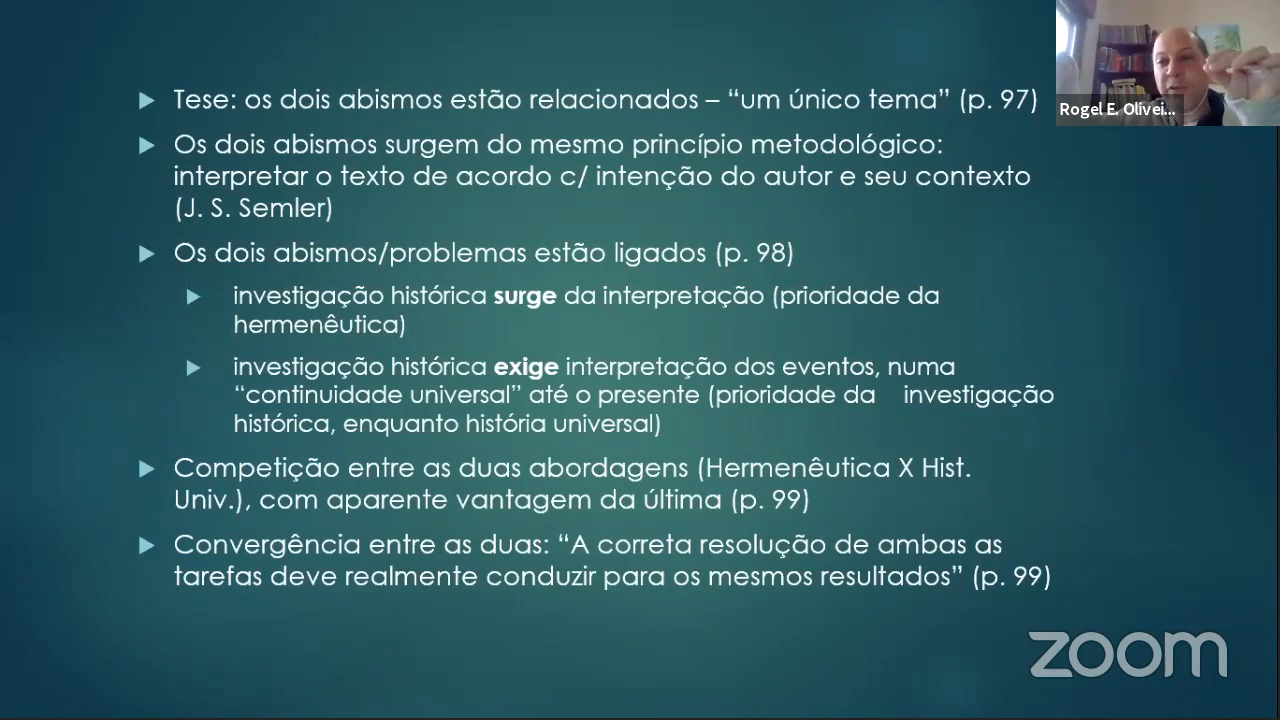 Tese: os dois abismos estão relacionados – “um único tema” (p. 97)
Os dois abismos surgem do mesmo princípio metodológico:
interpretar o texto de acordo c/ intenção do autor e seu contexto
(J. S. Semler)
Os dois abismos/problemas estão ligados (p. 98)
investigação histórica surge da interpretação (prioridade da
hermenêutica)
investigação histórica exige interpretação dos eventos, numa
“continuidade universal” até o presente (prioridade da investigação
histórica, enquanto história universal)
Competição entre as duas abordagens (Hermenêutica X Hist.
Univ.), com aparente vantagem da última (p. 99)
Convergência entre as duas: “A correta resolução de ambas as
tarefas deve realmente conduzir para os mesmos resultados” (p. 99)
Rogel E. Olivei...
zoom